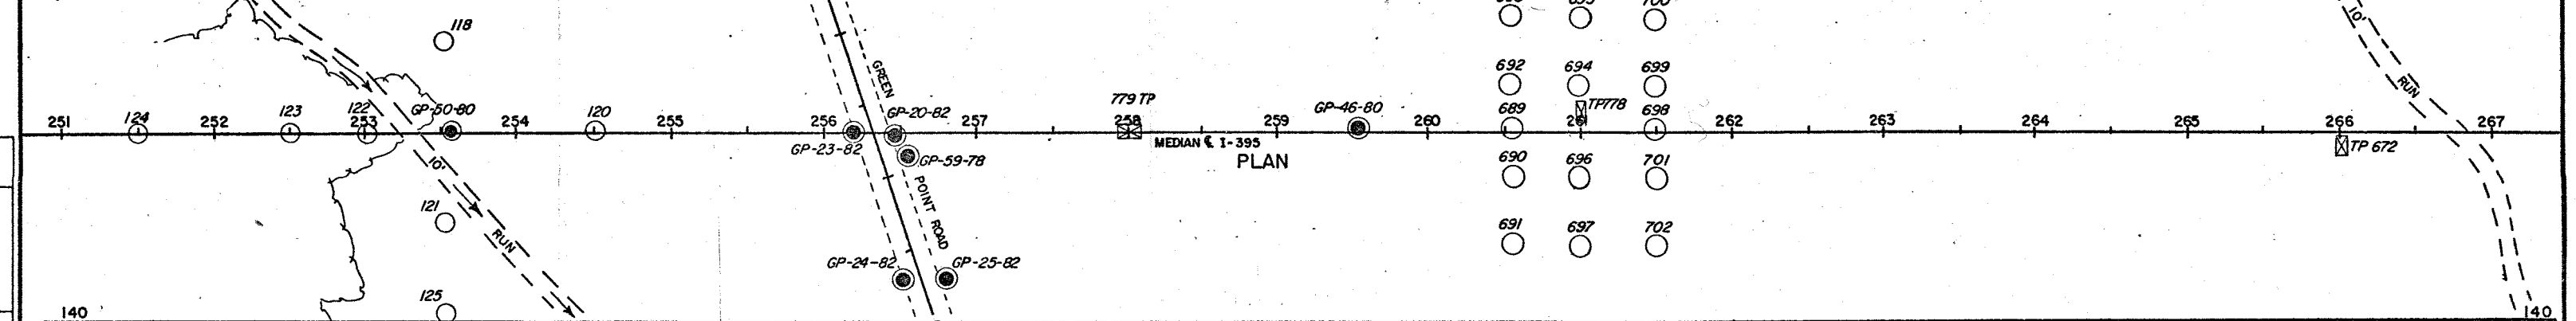 118
10'
692 694 699
GREEN
RUN
779 TP
TP778
124 123 122 GP-50-80 120 GP-20-82 GP-46-80 689 698
251 252 253 254 255 256 257 258 259 260 261 262 263 264 265 266 267
GP-23-82 MEDIAN ℄ I-395 TP 672
GP-59-78 PLAN
10' 690 696 701
POINT ROAD
121 691 697 702
RUN
GP-24-82 GP-25-82
125
140 140